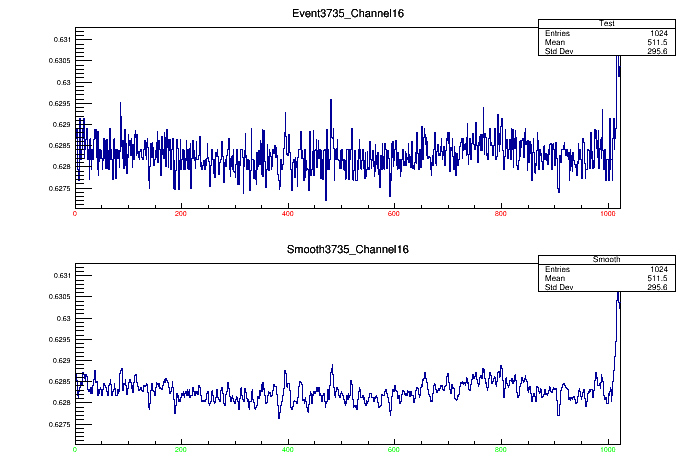 Event3735_Channel16
Test
Entries 1024
Mean 511.5
Std Dev 295.6
0.631
0.6305
0.63
0.6295
0.629
0.6285
0.628
0.6275
0 200 400 600 800 1000
Smooth3735_Channel16
Smooth
Entries 1024
Mean 511.5
Std Dev 295.6
0.631
0.6305
0.63
0.6295
0.629
0.6285
0.628
0.6275
0 200 400 600 800 1000